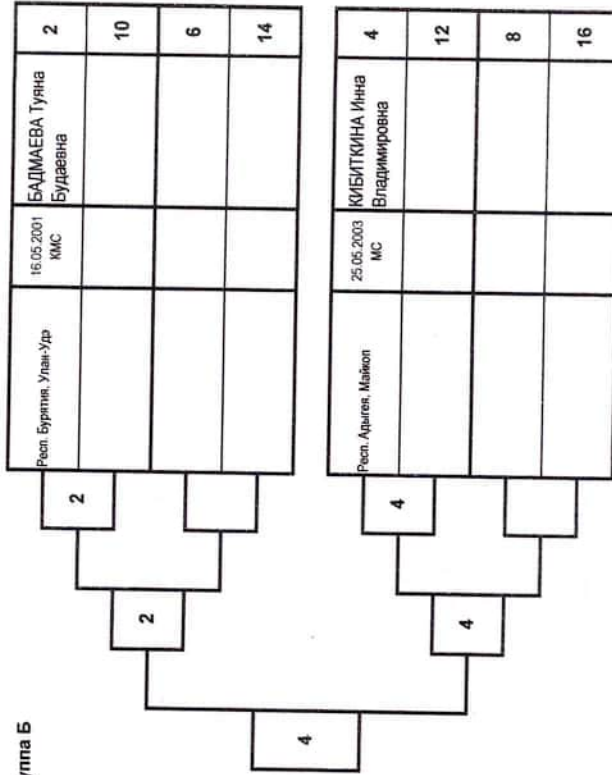 уппа Б
2
БАДМАЕВА Туяна
Будаевна
16.05.2001
КМС
Респ. Бурятия, Улан-Удэ
10
6
14
2
2
4
КИБИТКИНА Инна
Владимировна
25.05.2003
МС
Респ. Адыгея, Майкоп
12
8
16
4
4
4